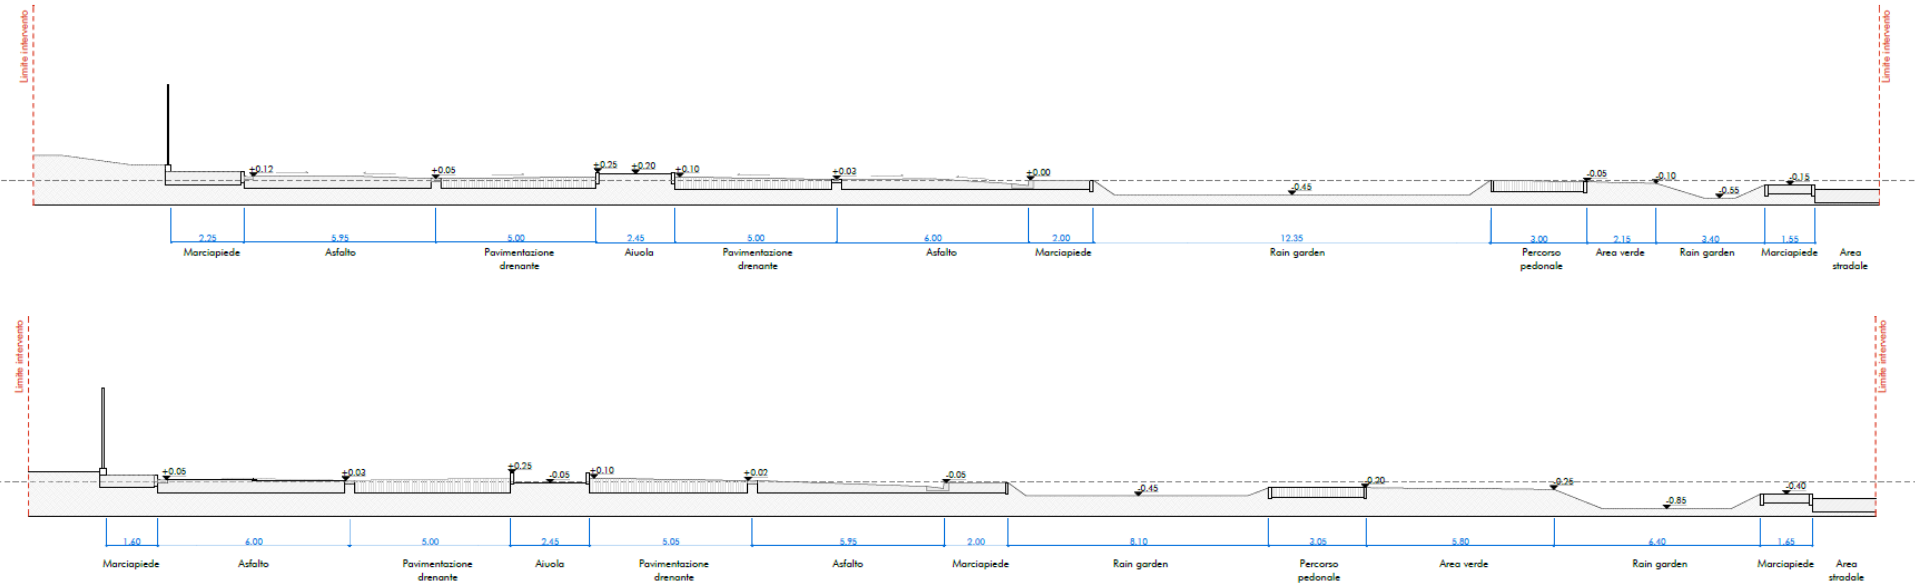 Limite intervento
Limite intervento
+0.12
+0.05
+0.25
+0.20
+0.10
+0.03
+0.00
-0.45
-0.05
-0.10
-0.55
-0.15
2.25
5.95
5.00
2.45
5.00
6.00
2.00
12.35
3.00
2.15
3.40
1.55
Marciapiede
Asfalto
Pavimentazione
drenante
Aiuola
Pavimentazione
drenante
Asfalto
Marciapiede
Rain garden
Percorso
pedonale
Area verde
Rain garden
Marciapiede
Area
stradale
Limite intervento
Limite intervento
+0.05
+0.03
+0.25
-0.05
+0.10
+0.02
-0.05
-0.45
-0.20
-0.25
-0.85
-0.40
1.60
6.00
5.00
2.45
5.05
5.95
2.00
8.10
3.05
5.80
6.40
1.65
Marciapiede
Asfalto
Pavimentazione
drenante
Aiuola
Pavimentazione
drenante
Asfalto
Marciapiede
Rain garden
Percorso
pedonale
Area verde
Rain garden
Marciapiede
Area
stradale